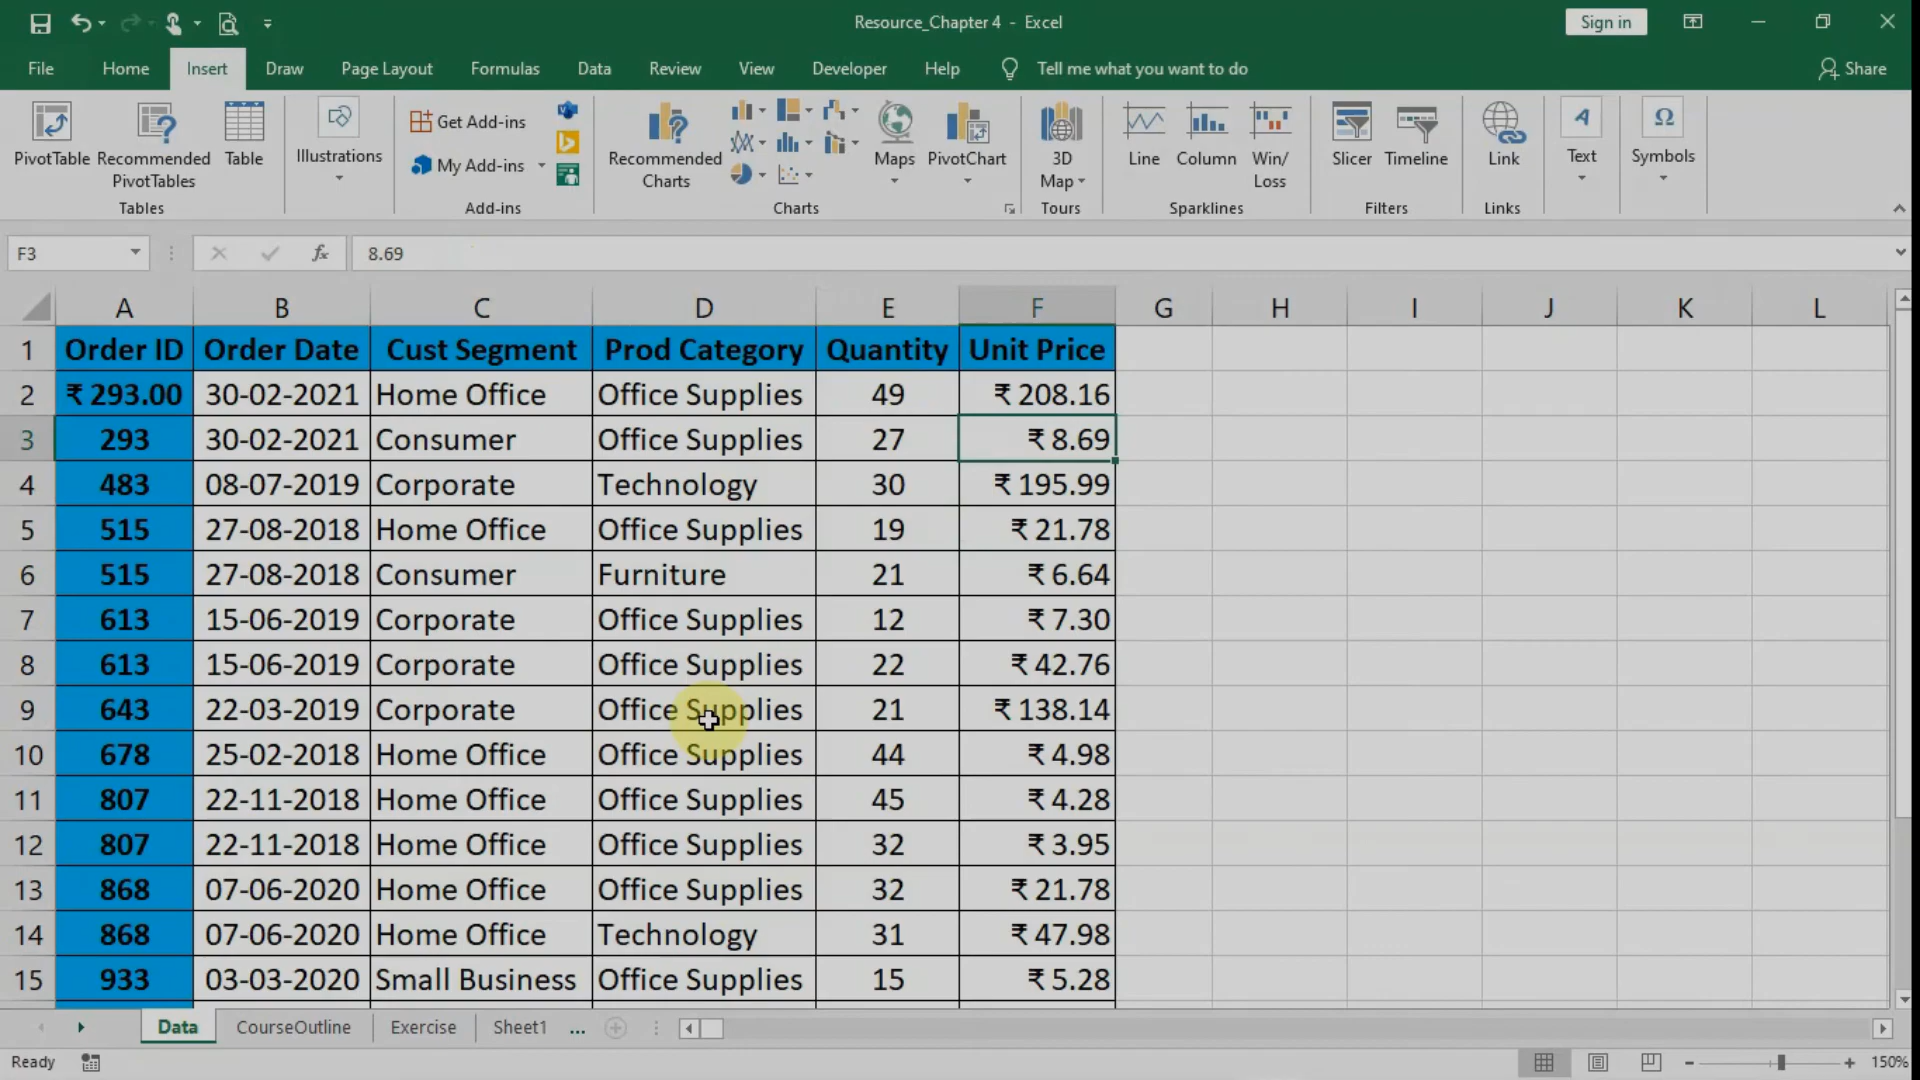 Resource_Chapter 4 - Excel
Sign in
File Home Insert Draw Page Layout Formulas Data Review View Developer Help Tell me what you want to do Share
PivotTable Recommended PivotTables Table
Tables
Illustrations
Get Add-ins
My Add-ins
Add-ins
Recommended Charts
Maps PivotChart
Charts
3D Map
Tours
Line Column Win/Loss
Sparklines
Slicer Timeline
Filters
Link
Links
Text
Symbols
F3 fx 8.69
A B C D E F G H I J K L
1 Order ID Order Date Cust Segment Prod Category Quantity Unit Price
2 ₹ 293.00 30-02-2021 Home Office Office Supplies 49 ₹ 208.16
3 293 30-02-2021 Consumer Office Supplies 27 ₹ 8.69
4 483 08-07-2019 Corporate Technology 30 ₹ 195.99
5 515 27-08-2018 Home Office Office Supplies 19 ₹ 21.78
6 515 27-08-2018 Consumer Furniture 21 ₹ 6.64
7 613 15-06-2019 Corporate Office Supplies 12 ₹ 7.30
8 613 15-06-2019 Corporate Office Supplies 22 ₹ 42.76
9 643 22-03-2019 Corporate Office Supplies 21 ₹ 138.14
10 678 25-02-2018 Home Office Office Supplies 44 ₹ 4.98
11 807 22-11-2018 Home Office Office Supplies 45 ₹ 4.28
12 807 22-11-2018 Home Office Office Supplies 32 ₹ 3.95
13 868 07-06-2020 Home Office Office Supplies 32 ₹ 21.78
14 868 07-06-2020 Home Office Technology 31 ₹ 47.98
15 933 03-03-2020 Small Business Office Supplies 15 ₹ 5.28
Data CourseOutline Exercise Sheet1 ...
Ready 150%